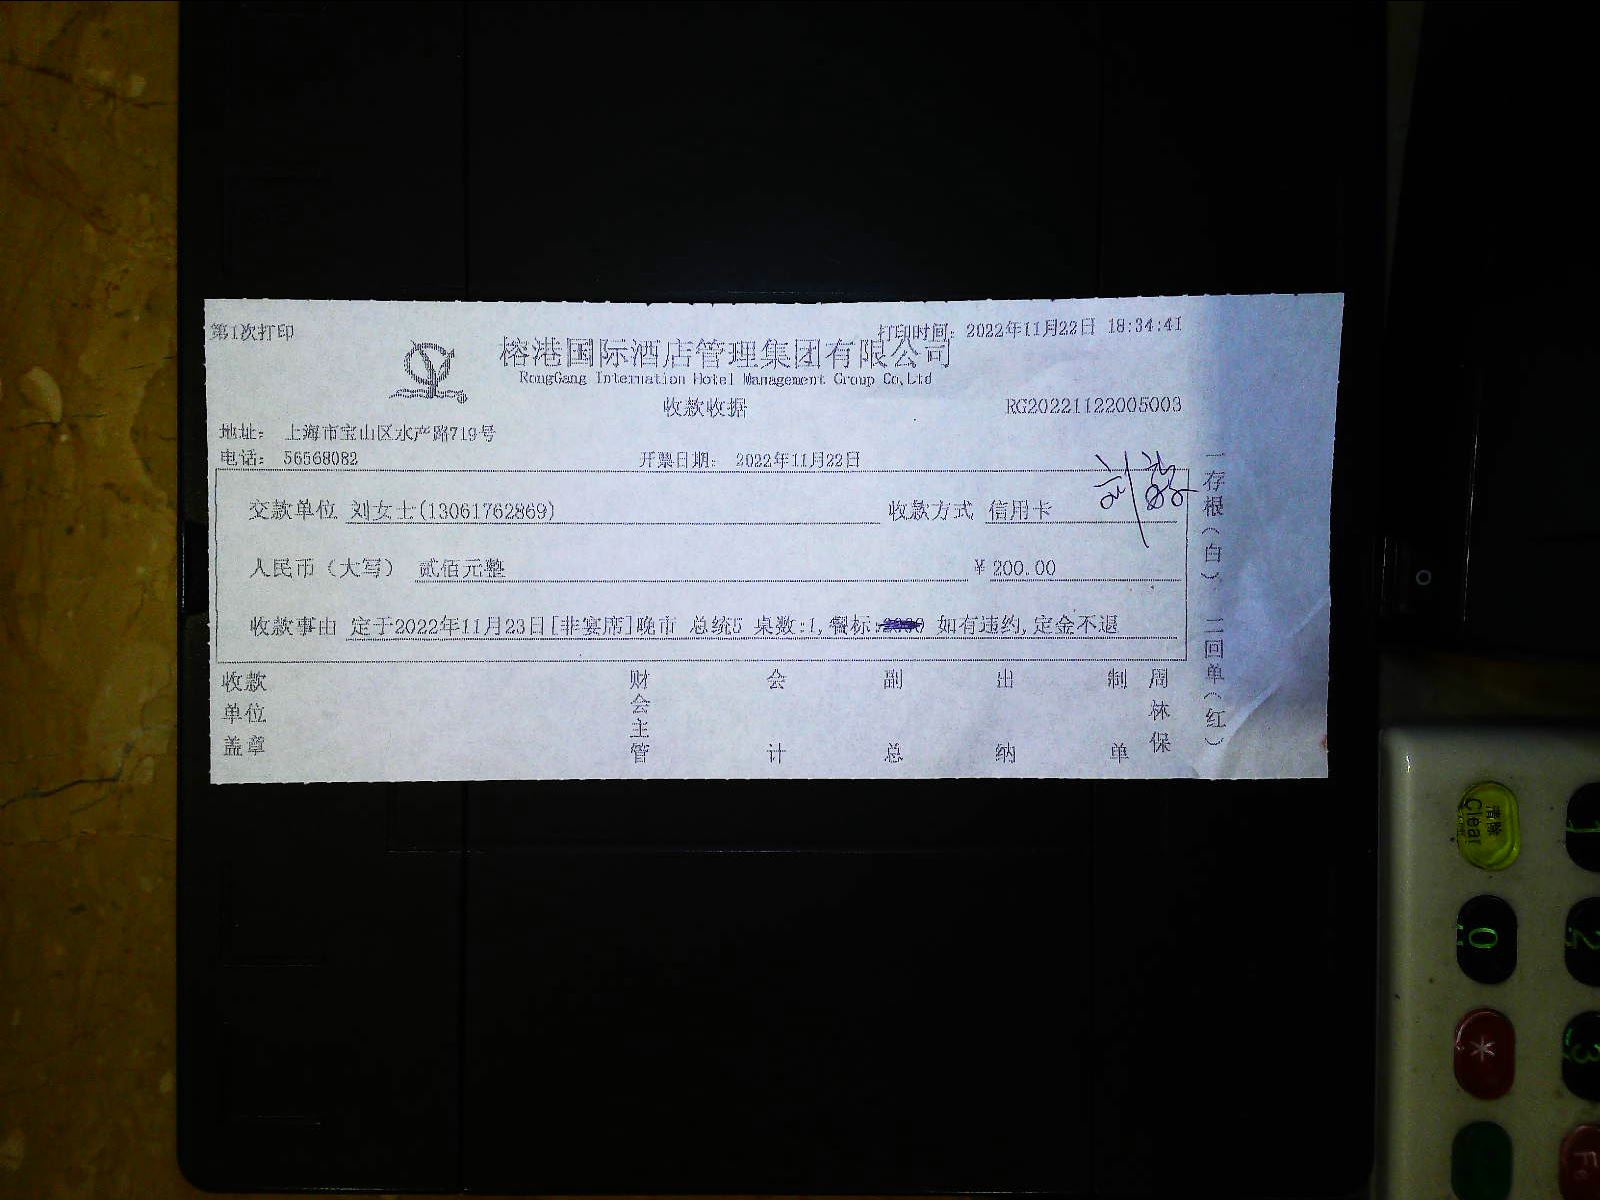 第1次打印
打印时间: 2022年11月22日 18:34:41
榕港国际酒店管理集团有限公司
RongGang Internation Hotel Management Group Co,Ltd
收款收据
RG20221122005003
地址: 上海市宝山区水产路719号
电话: 56568082
开票日期: 2022年11月22日
交款单位 刘女士(13061762869)
收款方式 信用卡
人民币（大写） 贰佰元整
¥ 200.00
收款事由 定于2022年11月23日[非宴席]晚市 总统5 桌数:1,餐标: 如有违约,定金不退
收款单位盖章
财会主管
会计
副总
出纳
制单
周林保
一存根（白） 二回单（红）
清除
Clear
0
1
2
3
*